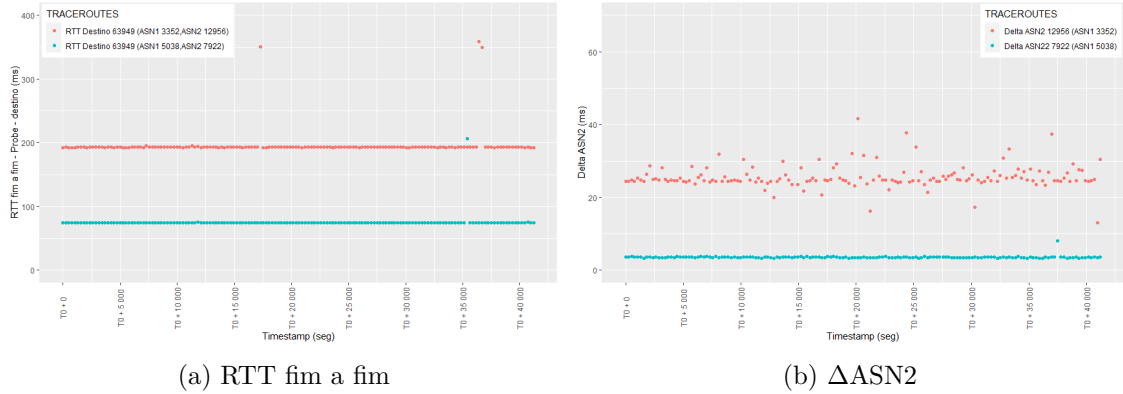 TRACEROUTES
RTT Destino 63949 (ASN1 3352,ASN2 12956)
RTT Destino 63949 (ASN1 5038,ASN2 7922)
RTT fim a fim - Probe - destino (ms)
400
300
200
100
0
T0 + 0
T0 + 5 000
T0 + 10 000
T0 + 15 000
T0 + 20 000
T0 + 25 000
T0 + 30 000
T0 + 35 000
T0 + 40 000
Timestamp (seg)
(a) RTT fim a fim
TRACEROUTES
Delta ASN2 12956 (ASN1 3352)
Delta ASN22 7922 (ASN1 5038)
Delta ASN2 (ms)
60
40
20
0
T0 + 0
T0 + 5 000
T0 + 10 000
T0 + 15 000
T0 + 20 000
T0 + 25 000
T0 + 30 000
T0 + 35 000
T0 + 40 000
Timestamp (seg)
(b) ΔASN2